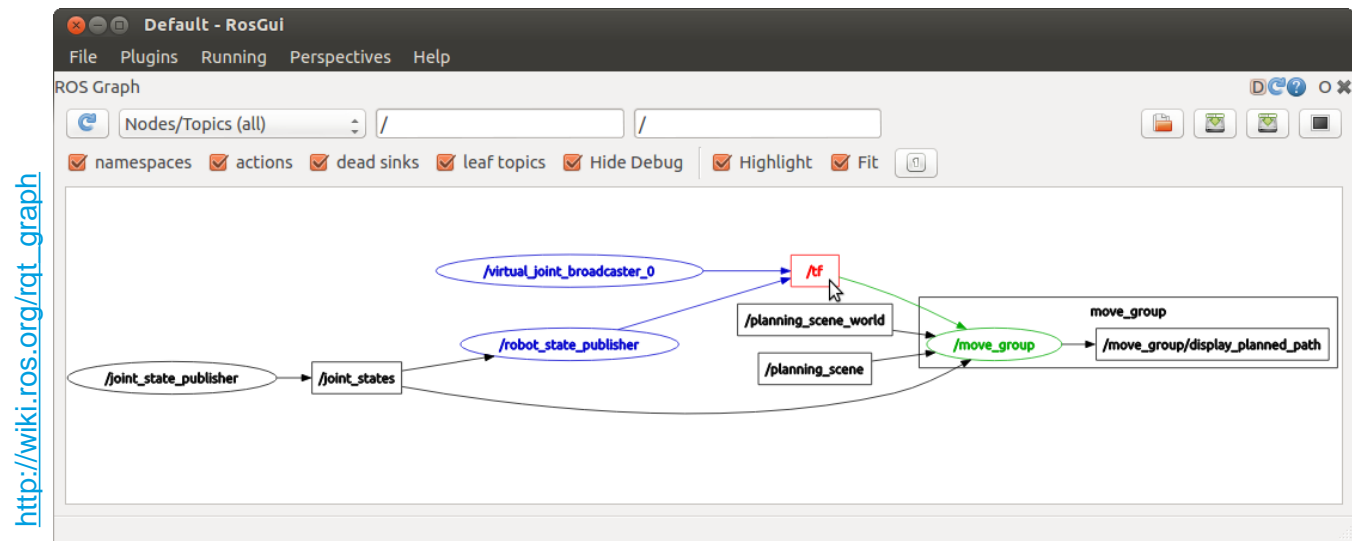 http://wiki.ros.org/rqt_graph
Default - RosGui
File Plugins Running Perspectives Help
ROS Graph
D ? O
Nodes/Topics (all) / /
namespaces actions dead sinks leaf topics Hide Debug Highlight Fit
/virtual_joint_broadcaster_0
/tf
/planning_scene_world
move_group
/robot_state_publisher
/move_group
/move_group/display_planned_path
/planning_scene
/joint_state_publisher
/joint_states